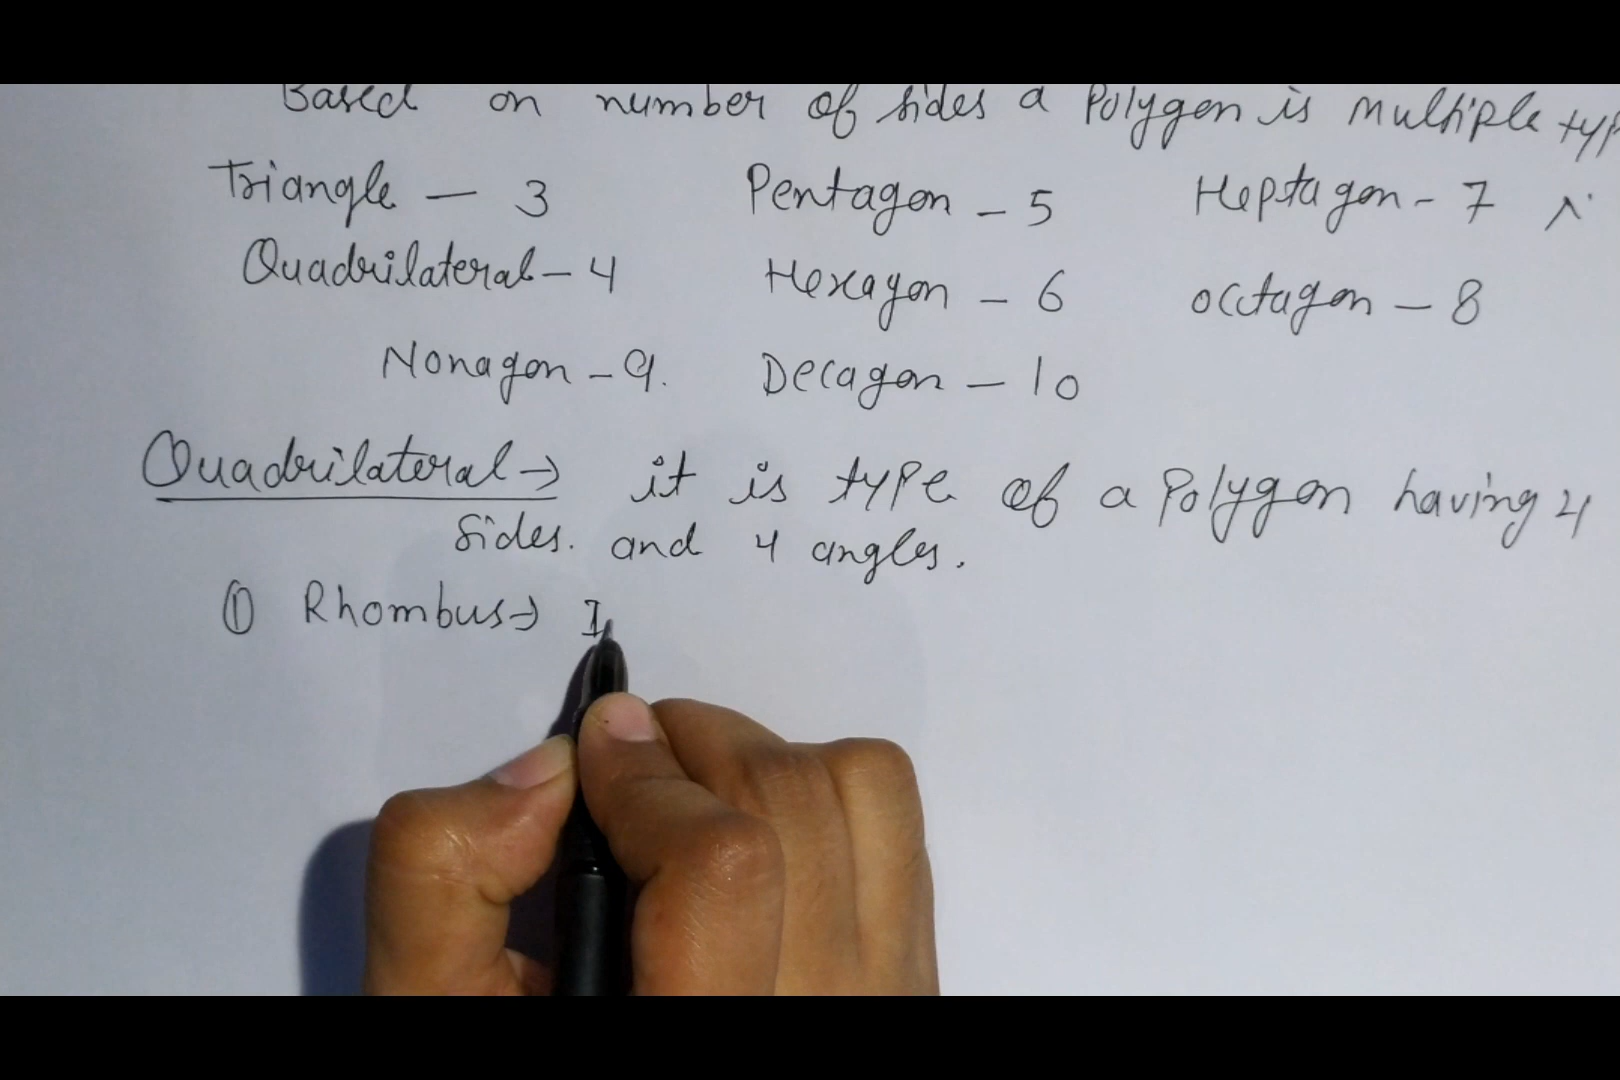 Based on number of sides a Polygon is multiple typ
Triangle — 3 Pentagon - 5 Heptagon - 7
Quadrilateral - 4 Hexagon - 6 Octagon - 8
Nonagon - 9. Decagon - 10
Quadrilateral → it is type of a Polygon having 4
Sides. and 4 angles.
① Rhombus → I